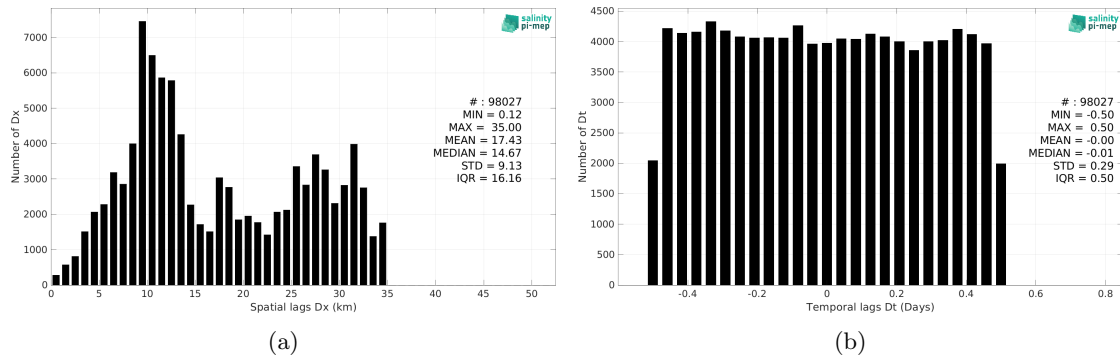 7000
6000
5000
4000
3000
2000
1000
0
Number of Dx
0 5 10 15 20 25 30 35 40 45 50
Spatial lags Dx (km)
salinity
pi-mep
# : 98027
MIN = 0.12
MAX = 35.00
MEAN = 17.43
MEDIAN = 14.67
STD = 9.13
IQR = 16.16
(a)
4500
4000
3500
3000
2500
2000
1500
1000
500
0
Number of Dt
-0.4 -0.2 0 0.2 0.4 0.6 0.8
Temporal lags Dt (Days)
salinity
pi-mep
# : 98027
MIN = -0.50
MAX = 0.50
MEAN = -0.00
MEDIAN = -0.01
STD = 0.29
IQR = 0.50
(b)